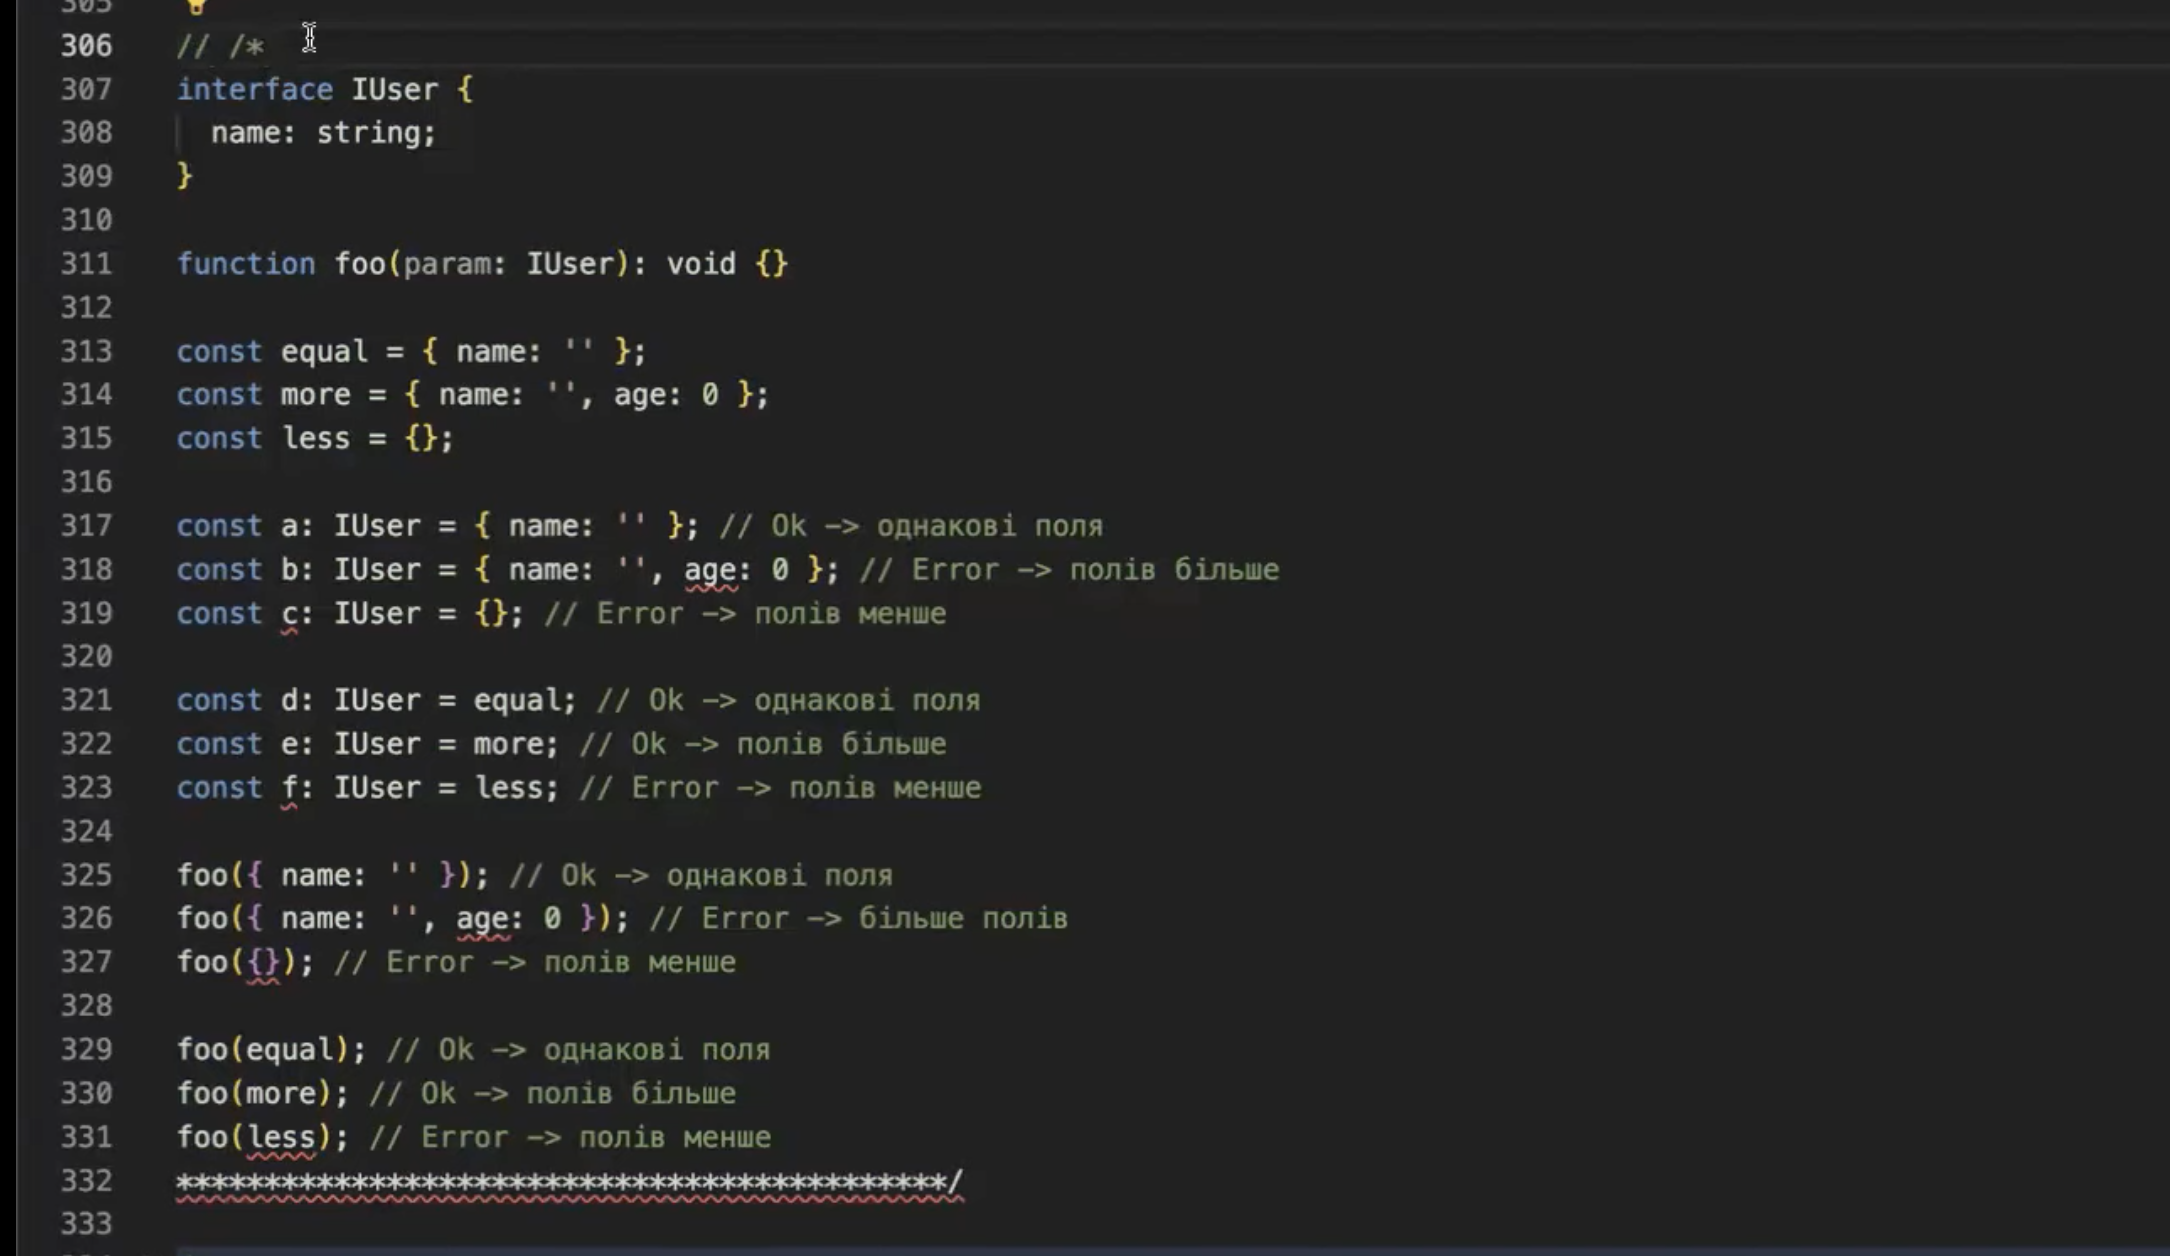 305
306 // /*
307 interface IUser {
308 name: string;
309 }
310
311 function foo(param: IUser): void {}
312
313 const equal = { name: '' };
314 const more = { name: '', age: 0 };
315 const less = {};
316
317 const a: IUser = { name: '' }; // Ok -> однакові поля
318 const b: IUser = { name: '', age: 0 }; // Error -> полів більше
319 const c: IUser = {}; // Error -> полів менше
320
321 const d: IUser = equal; // Ok -> однакові поля
322 const e: IUser = more; // Ok -> полів більше
323 const f: IUser = less; // Error -> полів менше
324
325 foo({ name: '' }); // Ok -> однакові поля
326 foo({ name: '', age: 0 }); // Error -> більше полів
327 foo({}); // Error -> полів менше
328
329 foo(equal); // Ok -> однакові поля
330 foo(more); // Ok -> полів більше
331 foo(less); // Error -> полів менше
332 ********************************************/
333